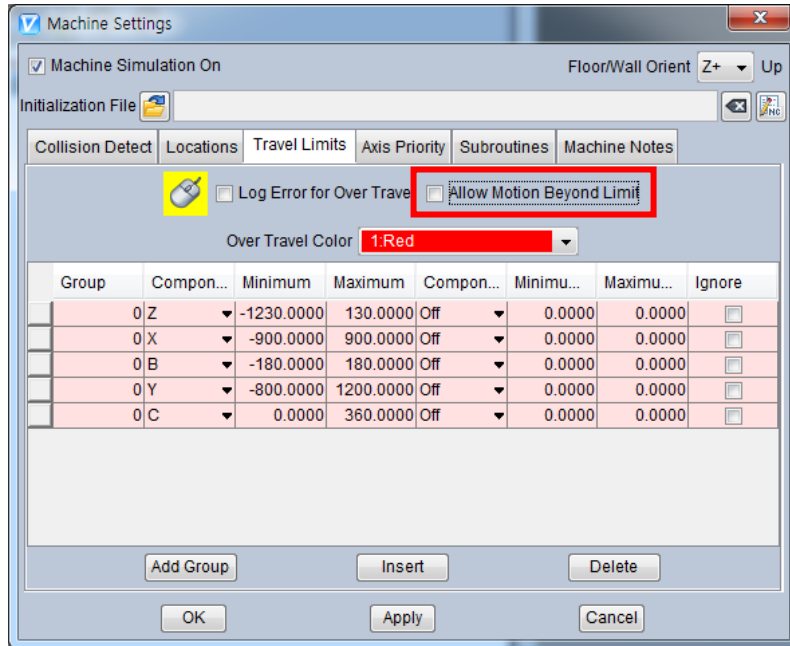 Machine Settings
Machine Simulation On Floor/Wall Orient Z+ Up
Initialization File
NC
Collision Detect Locations Travel Limits Axis Priority Subroutines Machine Notes
Log Error for Over Trave Allow Motion Beyond Limit
Over Travel Color 1:Red
Group Compon... Minimum Maximum Compon... Minimu... Maximu... Ignore
0 Z -1230.0000 130.0000 Off 0.0000 0.0000
0 X -900.0000 900.0000 Off 0.0000 0.0000
0 B -180.0000 180.0000 Off 0.0000 0.0000
0 Y -800.0000 1200.0000 Off 0.0000 0.0000
0 C 0.0000 360.0000 Off 0.0000 0.0000
Add Group Insert Delete
OK Apply Cancel